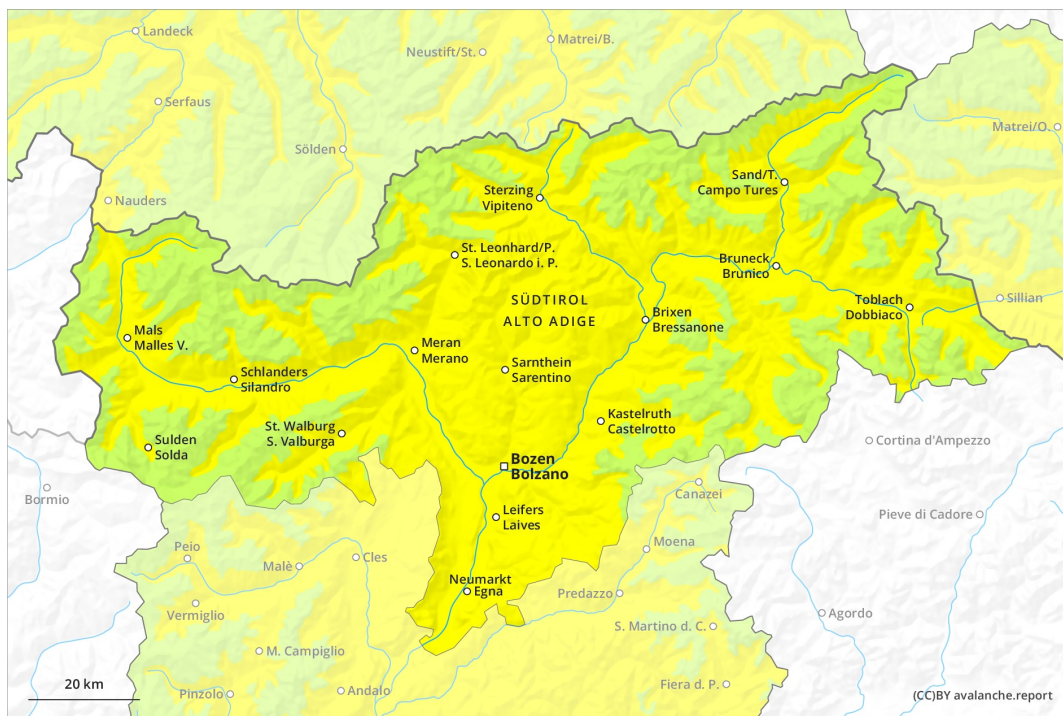 Landeck
Matrei/B.
Neustift/St.
Serfaus
Matrei/O.
Sölden
Sand/T.
Campo Tures
Sterzing
Vipiteno
Nauders
St. Leonhard/P.
S. Leonardo i. P.
Bruneck
Brunico
SÜDTIROL
ALTO ADIGE
Toblach
Dobbiaco
Sillian
Brixen
Bressanone
Mals
Malles V.
Meran
Merano
Sarnthein
Sarentino
Schlanders
Silandro
Kastelruth
Castelrotto
St. Walburg
S. Valburga
Sulden
Solda
Cortina d'Ampezzo
Bozen
Bolzano
Bormio
Canazei
Leifers
Laives
Pieve di Cadore
Moena
Peio
Cles
Malè
Neumarkt
Egna
Predazzo
Vermiglio
Agordo
S. Martino d. C.
M. Campiglio
20 km
Pinzolo
Andalo
Fiera d. P.
(CC)BY avalanche.report